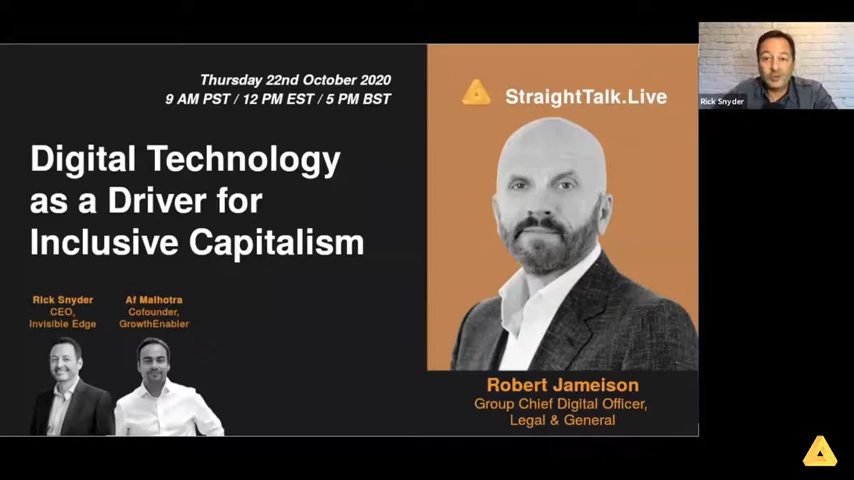 Thursday 22nd October 2020
9 AM PST / 12 PM EST / 5 PM BST
Digital Technology
as a Driver for
Inclusive Capitalism
Rick Snyder
CEO,
Invisible Edge
Af Malhotra
Cofounder,
GrowthEnabler
StraightTalk.Live
Robert Jameison
Group Chief Digital Officer,
Legal & General
Rick Snyder